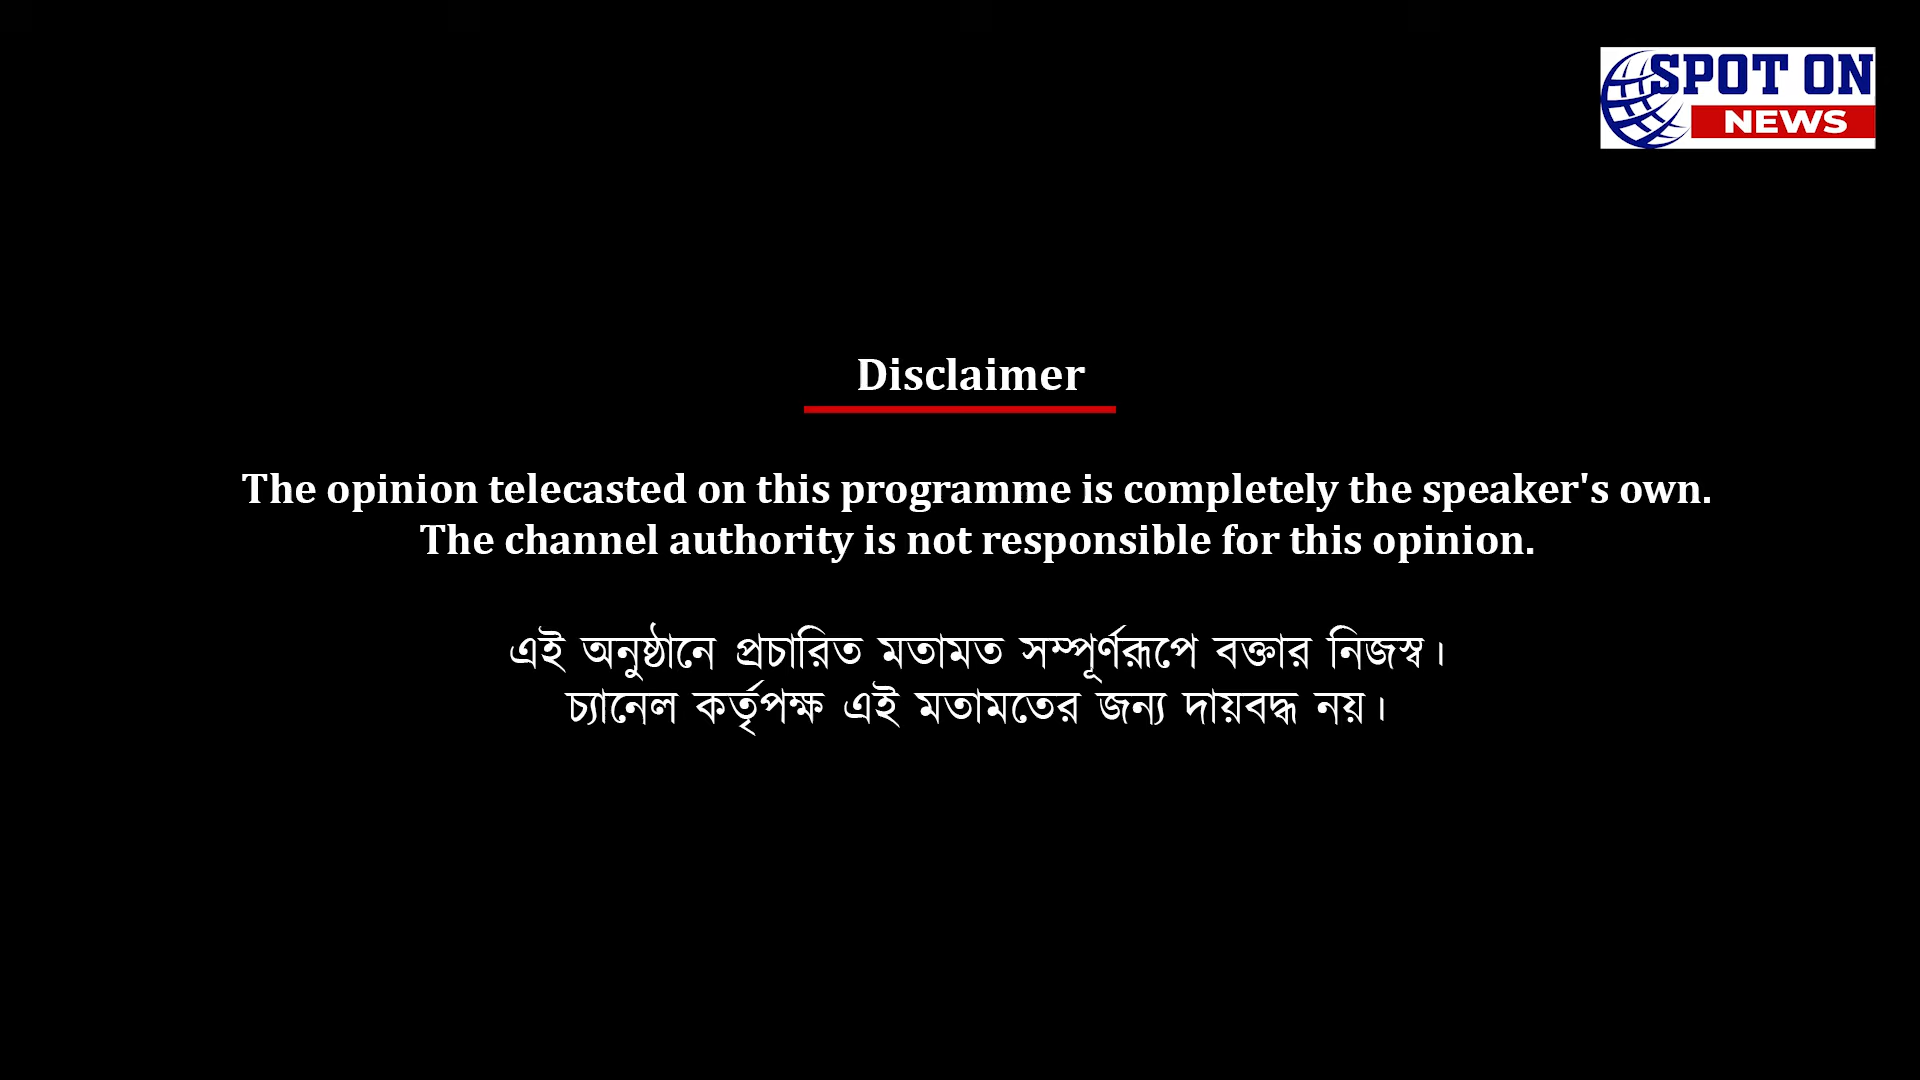 SPOT ON
NEWS
Disclaimer
The opinion telecasted on this programme is completely the speaker's own.
The channel authority is not responsible for this opinion.
এই অনুষ্ঠানে প্রচারিত মতামত সম্পূর্ণরূপে বক্তার নিজস্ব।
চ্যানেল কর্তৃপক্ষ এই মতামতের জন্য দায়বদ্ধ নয়।